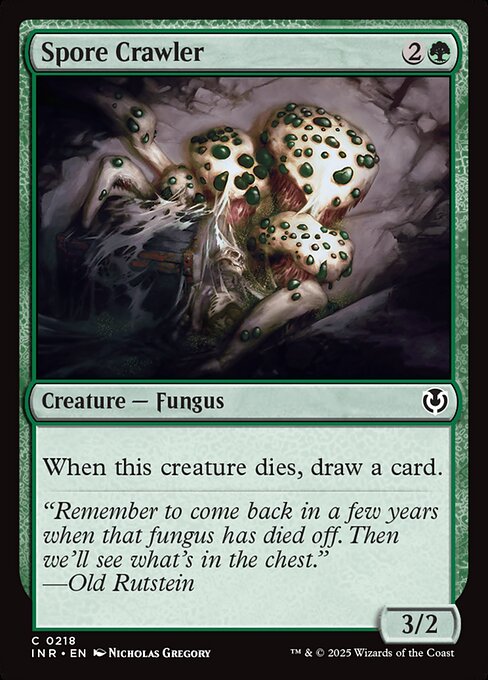 Spore Crawler 2
Creature — Fungus
When this creature dies, draw a card.
“Remember to come back in a few years
when that fungus has died off. Then
we’ll see what’s in the chest.”
—Old Rutstein
3/2
C 0218
INR • EN Nicholas Gregory
™ & © 2025 Wizards of the Coast